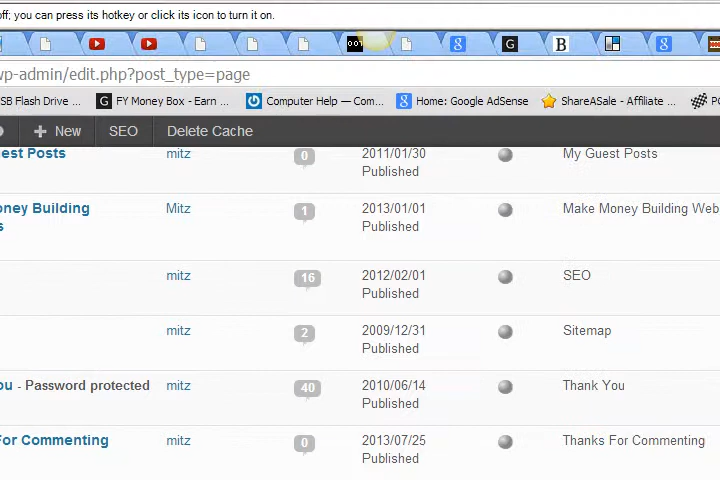 off; you can press its hotkey or click its icon to turn it on.
wp-admin/edit.php?post_type=page
SB Flash Drive ... FY Money Box - Earn ... Computer Help — Com... Home: Google AdSense ShareASale - Affiliate ... PC
New SEO Delete Cache
est Posts mitz 0 2011/01/30 My Guest Posts
Published
oney Building Mitz 1 2013/01/01 Make Money Building Web
s Published
mitz 16 2012/02/01 SEO
Published
mitz 2 2009/12/31 Sitemap
Published
ou - Password protected mitz 40 2010/06/14 Thank You
Published
For Commenting mitz 0 2013/07/25 Thanks For Commenting
Published